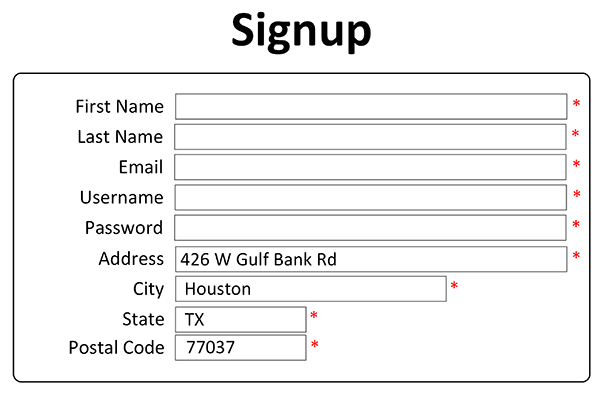 Signup
First Name *
Last Name *
Email *
Username *
Password *
Address 426 W Gulf Bank Rd *
City Houston *
State TX *
Postal Code 77037 *